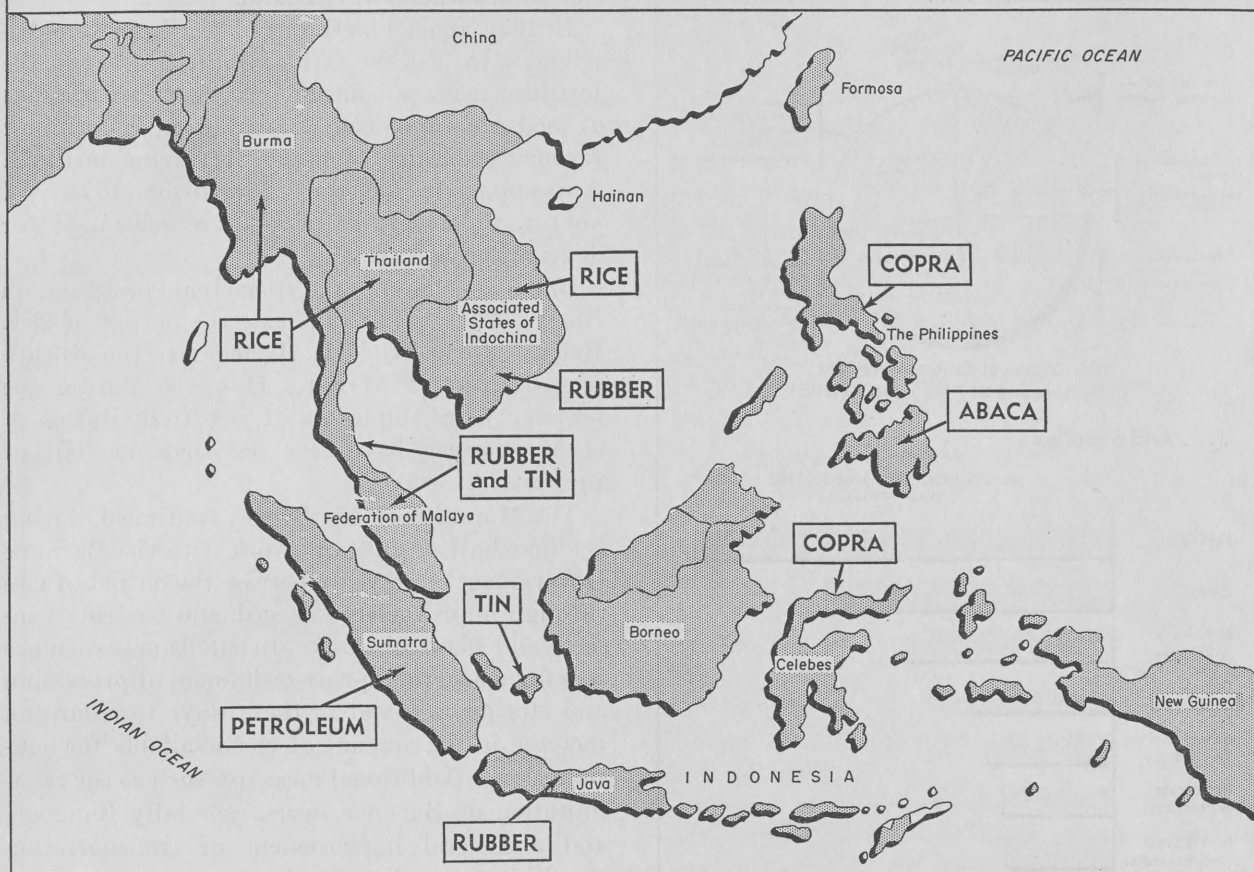 China
PACIFIC OCEAN
Formosa
Burma
Hainan
Thailand
RICE
COPRA
Associated
States of
Indochina
The Philippines
RICE
RUBBER
ABACA
RUBBER
and TIN
Federation of Malaya
COPRA
TIN
Sumatra
Borneo
Celebes
INDIAN OCEAN
PETROLEUM
New Guinea
Java
INDONESIA
RUBBER